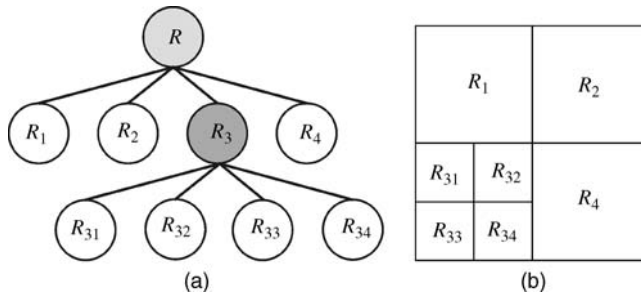 R
R₁ R₂ R₃ R₄
R₃₁ R₃₂ R₃₃ R₃₄
(a)
R₁ R₂
R₃₁ R₃₂
R₄
R₃₃ R₃₄
(b)